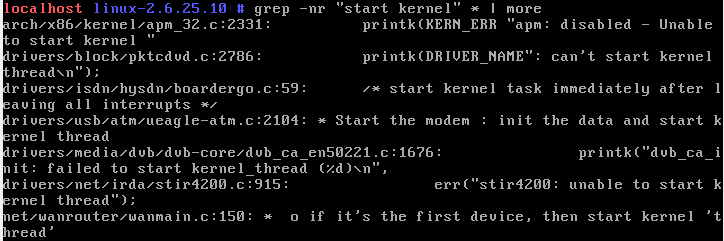 localhost linux-2.6.25.10 # grep -nr "start kernel" * | more
arch/x86/kernel/apm_32.c:2331:          printk(KERN_ERR "apm: disabled - Unable
to start kernel "
drivers/block/pktcdvd.c:2786:           printk(DRIVER_NAME": can't start kernel
thread\n");
drivers/isdn/hysdn/boardergo.c:59:      /* start kernel task immediately after l
eaving all interrupts */
drivers/usb/atm/ueagle-atm.c:2104: * Start the modem : init the data and start k
ernel thread
drivers/media/dvb/dvb-core/dvb_ca_en50221.c:1676:               printk("dvb_ca_i
nit: failed to start kernel_thread (%d)\n",
drivers/net/irda/stir4200.c:915:                err("stir4200: unable to start k
ernel thread");
net/wanrouter/wanmain.c:150: *  o if it's the first device, then start kernel 't
hread'